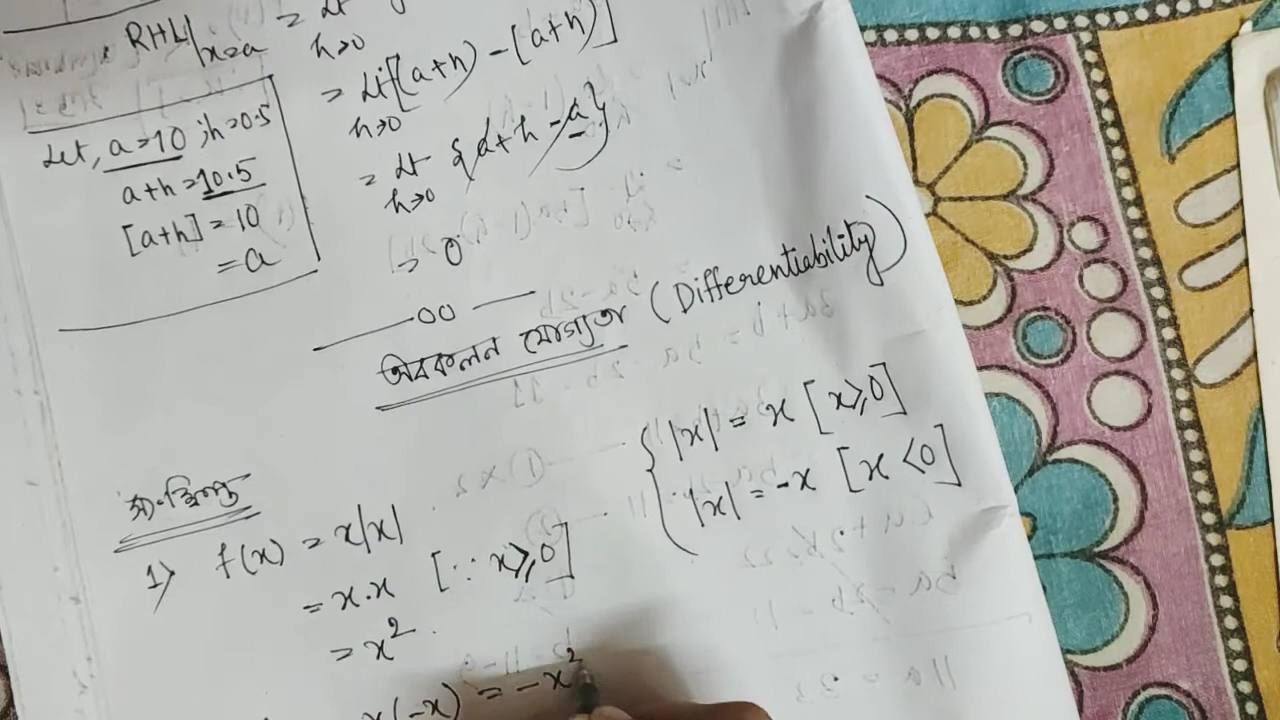 RHL|x=a = Lt
h→0
= Lt[(a+h) - [a+h]]
h→0
= Lt {a+h-a}
h→0
= 0
Let, a=10; h=0.5
a+h=10.5
[a+h] = 10
= a
00
অবকলন যোগ্যতা (Differentiability)
|x| = x [x≥0]
|x| = -x [x<0]
সংক্ষিপ্ত
1) f(x) = x|x|
= x.x [∵ x≥0]
= x²
x(-x) = -x²